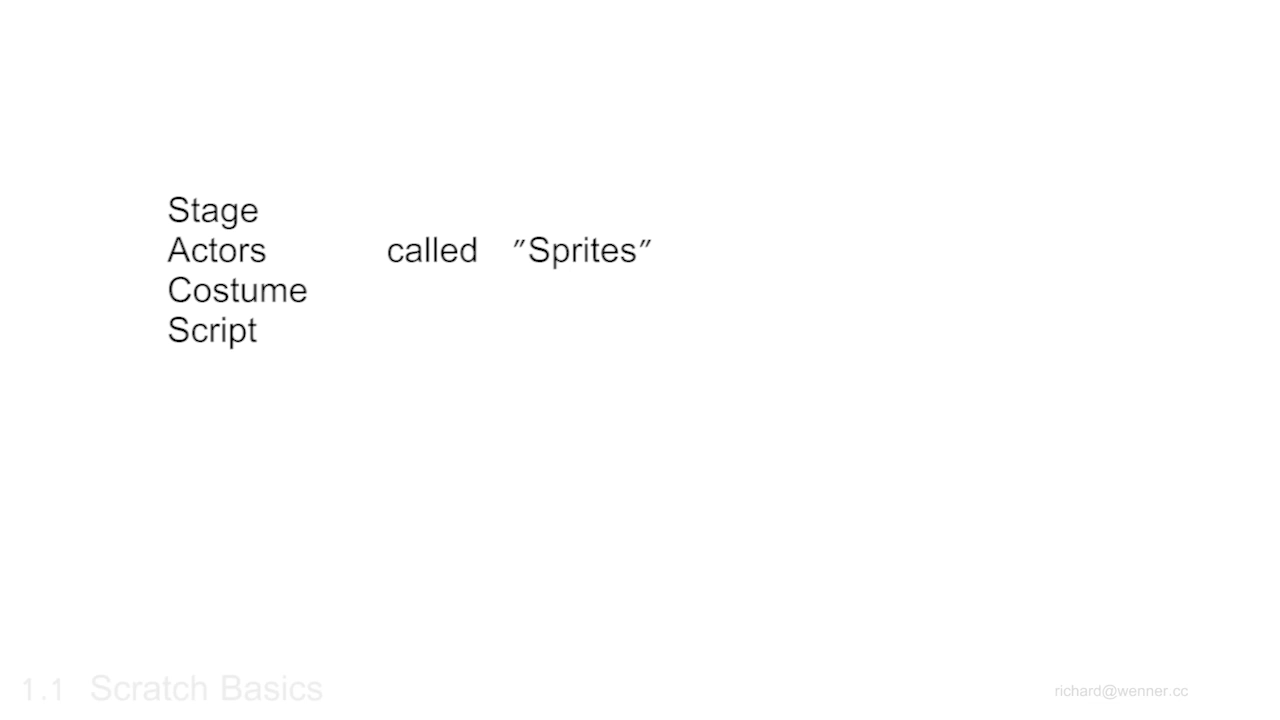 Stage
Actors called "Sprites"
Costume
Script
1.1 Scratch Basics
richard@wenner.cc